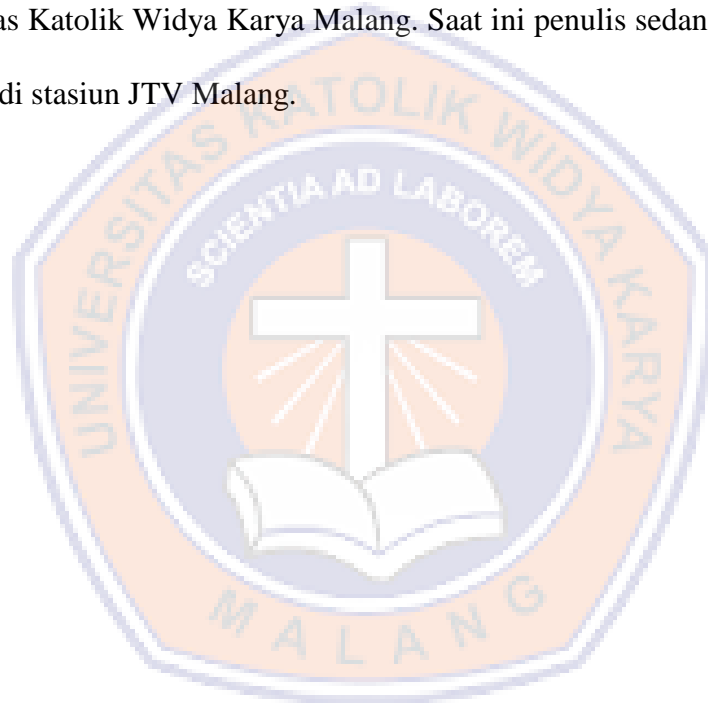 as Katolik Widya Karya Malang. Saat ini penulis sedan
di stasiun JTV Malang.
UNIVERSITAS KATOLIK WIDYA KARYA
SCIENTIA AD LABOREM
MALANG